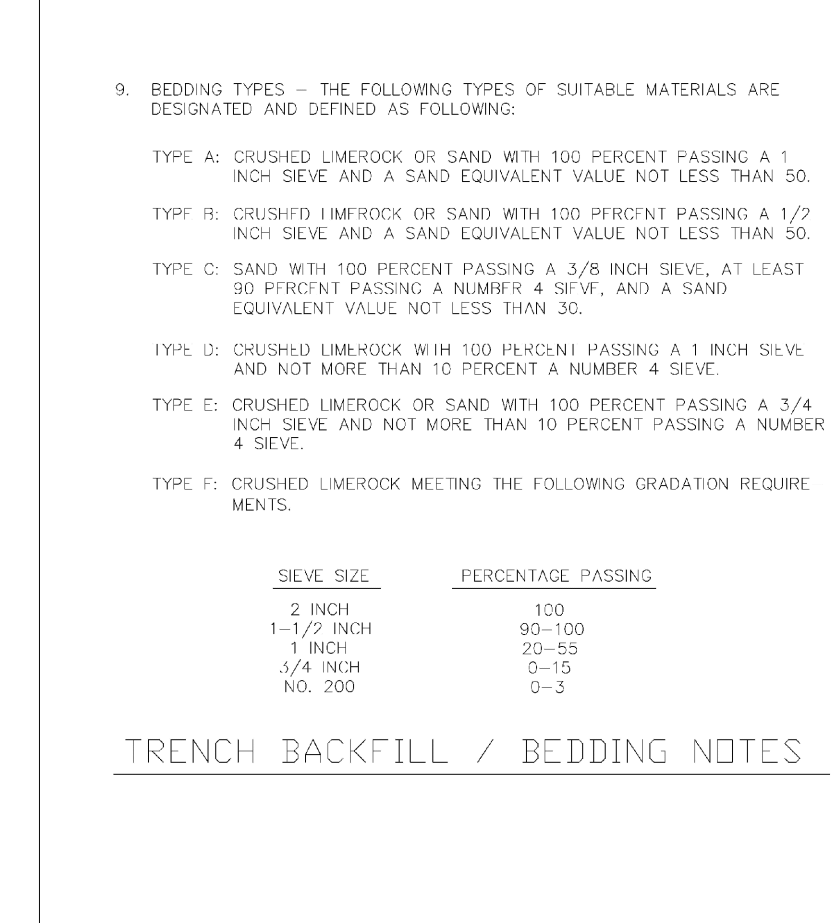 9. BEDDING TYPES – THE FOLLOWING TYPES OF SUITABLE MATERIALS ARE
DESIGNATED AND DEFINED AS FOLLOWING:
TYPE A: CRUSHED LIMEROCK OR SAND WITH 100 PERCENT PASSING A 1
INCH SIEVE AND A SAND EQUIVALENT VALUE NOT LESS THAN 50.
TYPE B: CRUSHED LIMEROCK OR SAND WITH 100 PERCENT PASSING A 1/2
INCH SIEVE AND A SAND EQUIVALENT VALUE NOT LESS THAN 50.
TYPE C: SAND WITH 100 PERCENT PASSING A 3/8 INCH SIEVE, AT LEAST
90 PERCENT PASSING A NUMBER 4 SIEVE, AND A SAND
EQUIVALENT VALUE NOT LESS THAN 30.
TYPE D: CRUSHED LIMEROCK WITH 100 PERCENT PASSING A 1 INCH SIEVE
AND NOT MORE THAN 10 PERCENT A NUMBER 4 SIEVE.
TYPE E: CRUSHED LIMEROCK OR SAND WITH 100 PERCENT PASSING A 3/4
INCH SIEVE AND NOT MORE THAN 10 PERCENT PASSING A NUMBER
4 SIEVE.
TYPE F: CRUSHED LIMEROCK MEETING THE FOLLOWING GRADATION REQUIRE
MENTS.
SIEVE SIZE PERCENTAGE PASSING
2 INCH 100
1–1/2 INCH 90–100
1 INCH 20–55
3/4 INCH 0–15
NO. 200 0–3
TRENCH BACKFILL / BEDDING NOTES